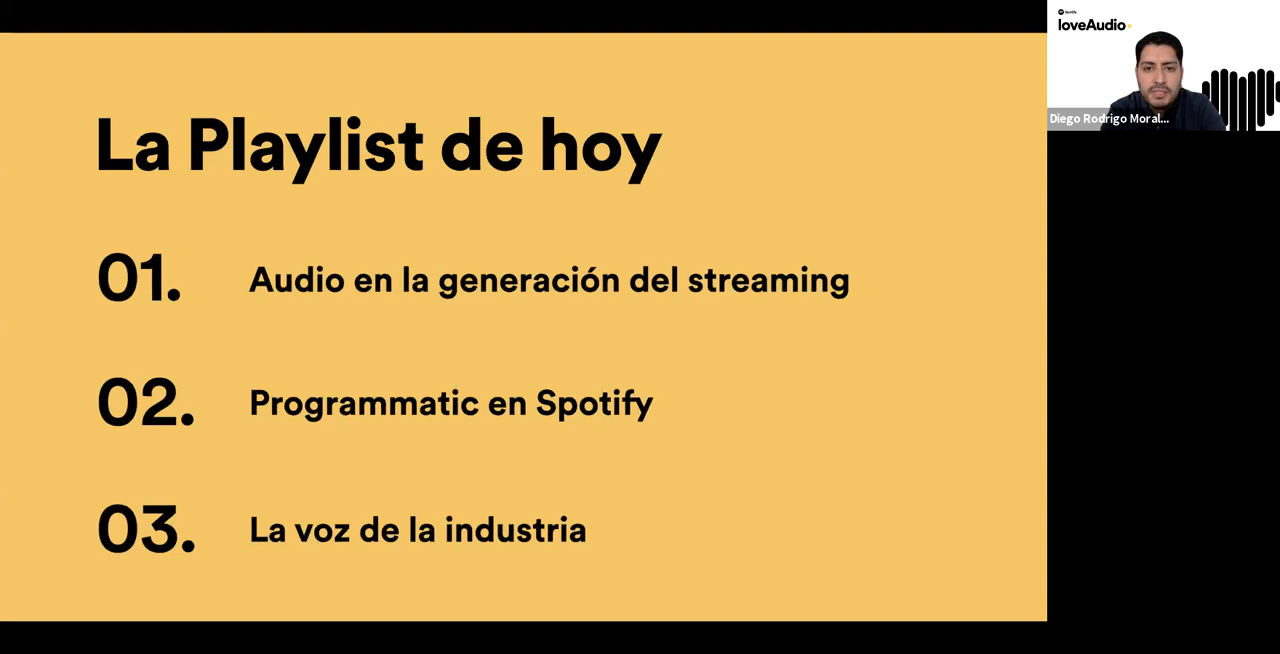 La Playlist de hoy
01. Audio en la generación del streaming
02. Programmatic en Spotify
03. La voz de la industria
Spotify
loveAudio
Diego Rodrigo Moral...